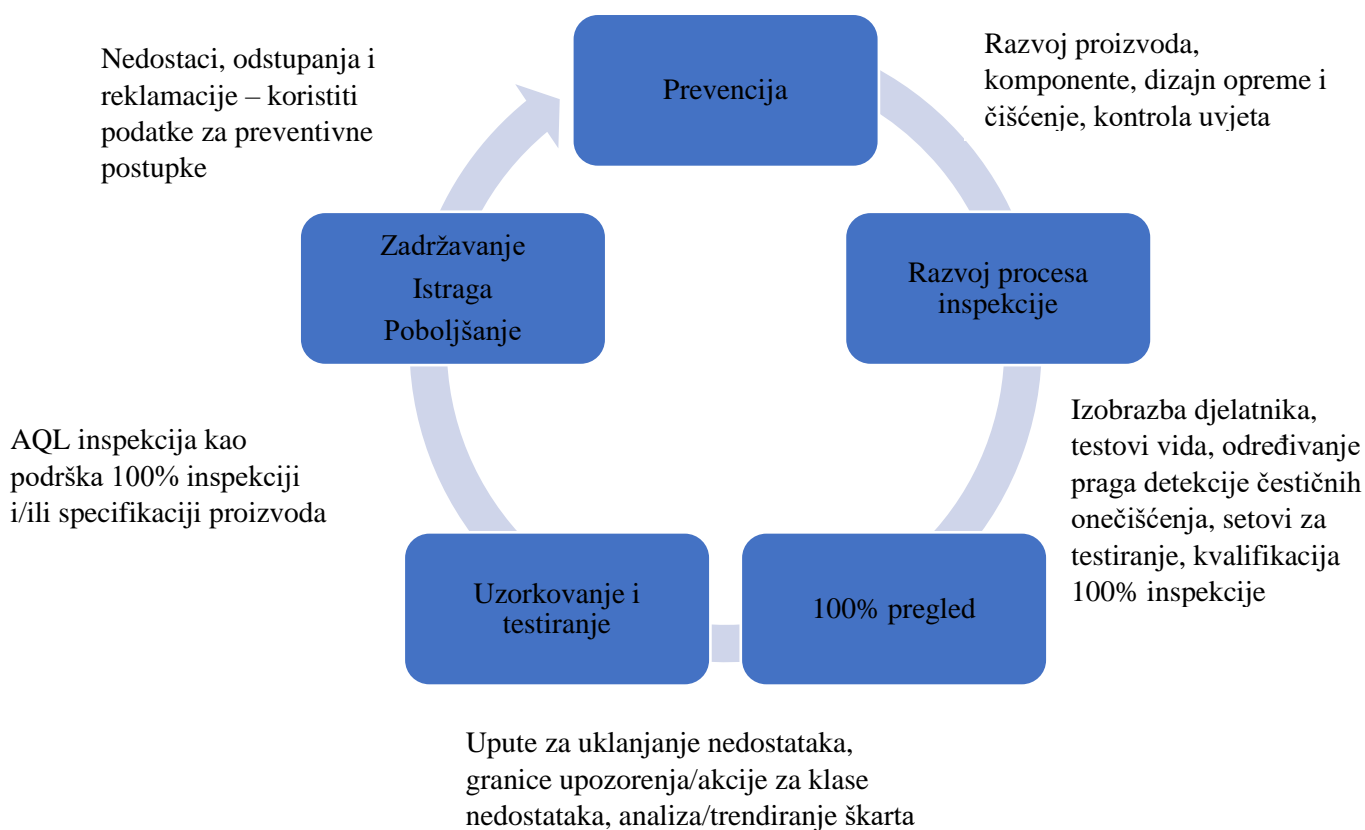 Prevencija
Razvoj proizvoda,
komponente, dizajn opreme i
čišćenje, kontrola uvjeta
Razvoj procesa
inspekcije
Izobrazba djelatnika,
testovi vida, određivanje
praga detekcije čestičnih
onečišćenja, setovi za
testiranje, kvalifikacija
100% inspekcije
100% pregled
Upute za uklanjanje nedostataka,
granice upozorenja/akcije za klase
nedostataka, analiza/trendiranje škarta
Uzorkovanje i
testiranje
AQL inspekcija kao
podrška 100% inspekciji
i/ili specifikaciji proizvoda
Zadržavanje
Istraga
Poboljšanje
Nedostaci, odstupanja i
reklamacije – koristiti
podatke za preventivne
postupke